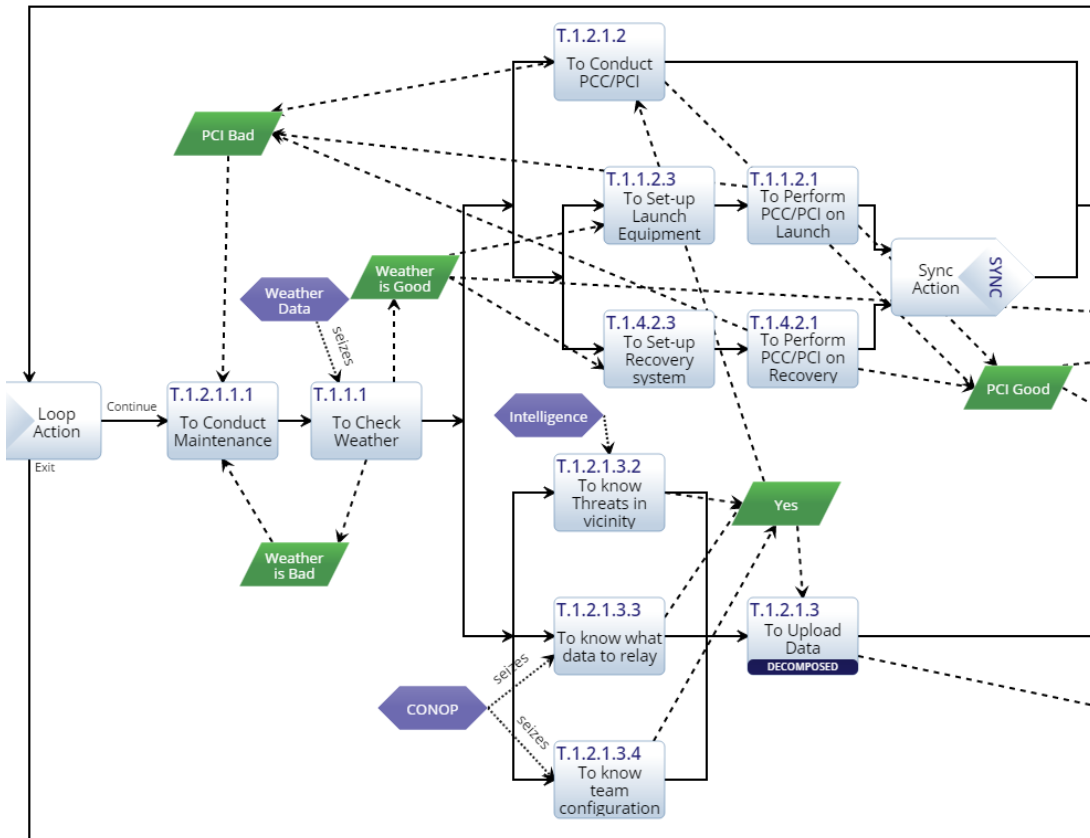 T.1.2.1.2
To Conduct
PCC/PCI
PCI Bad
T.1.1.2.3
To Set-up
Launch
Equipment
T.1.1.2.1
To Perform
PCC/PCI on
Launch
Weather
is Good
Weather
Data
seizes
Sync
Action
SYNC
T.1.4.2.3
To Set-up
Recovery
system
T.1.4.2.1
To Perform
PCC/PCI on
Recovery
PCI Good
Loop
Action
Continue
Exit
T.1.2.1.1.1
To Conduct
Maintenance
T.1.1.1
To Check
Weather
Intelligence
T.1.2.1.3.2
To know
Threats in
vicinity
Yes
Weather
is Bad
T.1.2.1.3.3
To know what
data to relay
T.1.2.1.3
To Upload
Data
DECOMPOSED
seizes
CONOP
seizes
T.1.2.1.3.4
To know
team
configuration